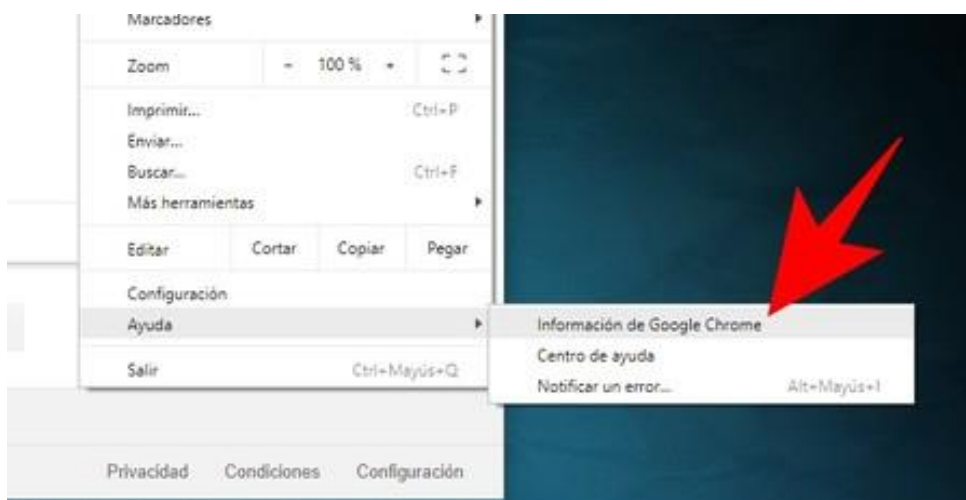 Marcadores
Zoom - 100 % +
Imprimir... Ctrl+P
Enviar...
Buscar... Ctrl+F
Más herramientas
Editar Cortar Copiar Pegar
Configuración
Ayuda
Información de Google Chrome
Centro de ayuda
Salir Ctrl+Mayús+Q
Notificar un error... Alt+Mayús+I
Privacidad Condiciones Configuración